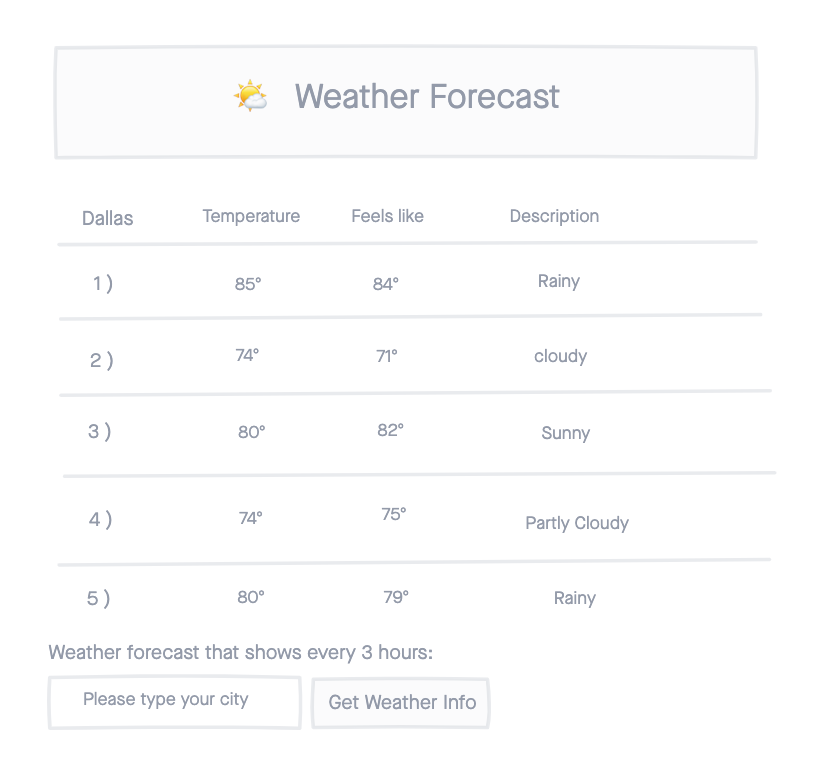 Weather Forecast
Dallas Temperature Feels like Description
1 ) 85° 84° Rainy
2 ) 74° 71° cloudy
3 ) 80° 82° Sunny
4 ) 74° 75° Partly Cloudy
5 ) 80° 79° Rainy
Weather forecast that shows every 3 hours:
Please type your city Get Weather Info